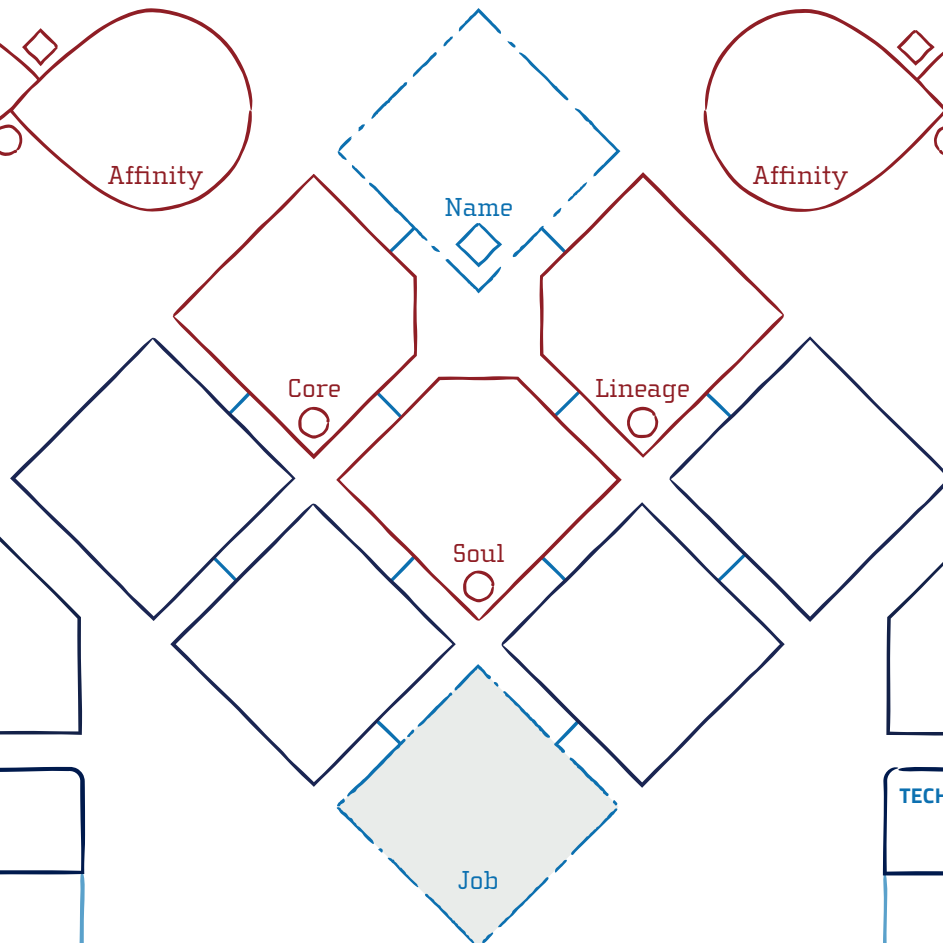 Affinity
Affinity
Name
Core
Lineage
Soul
TECH
Job